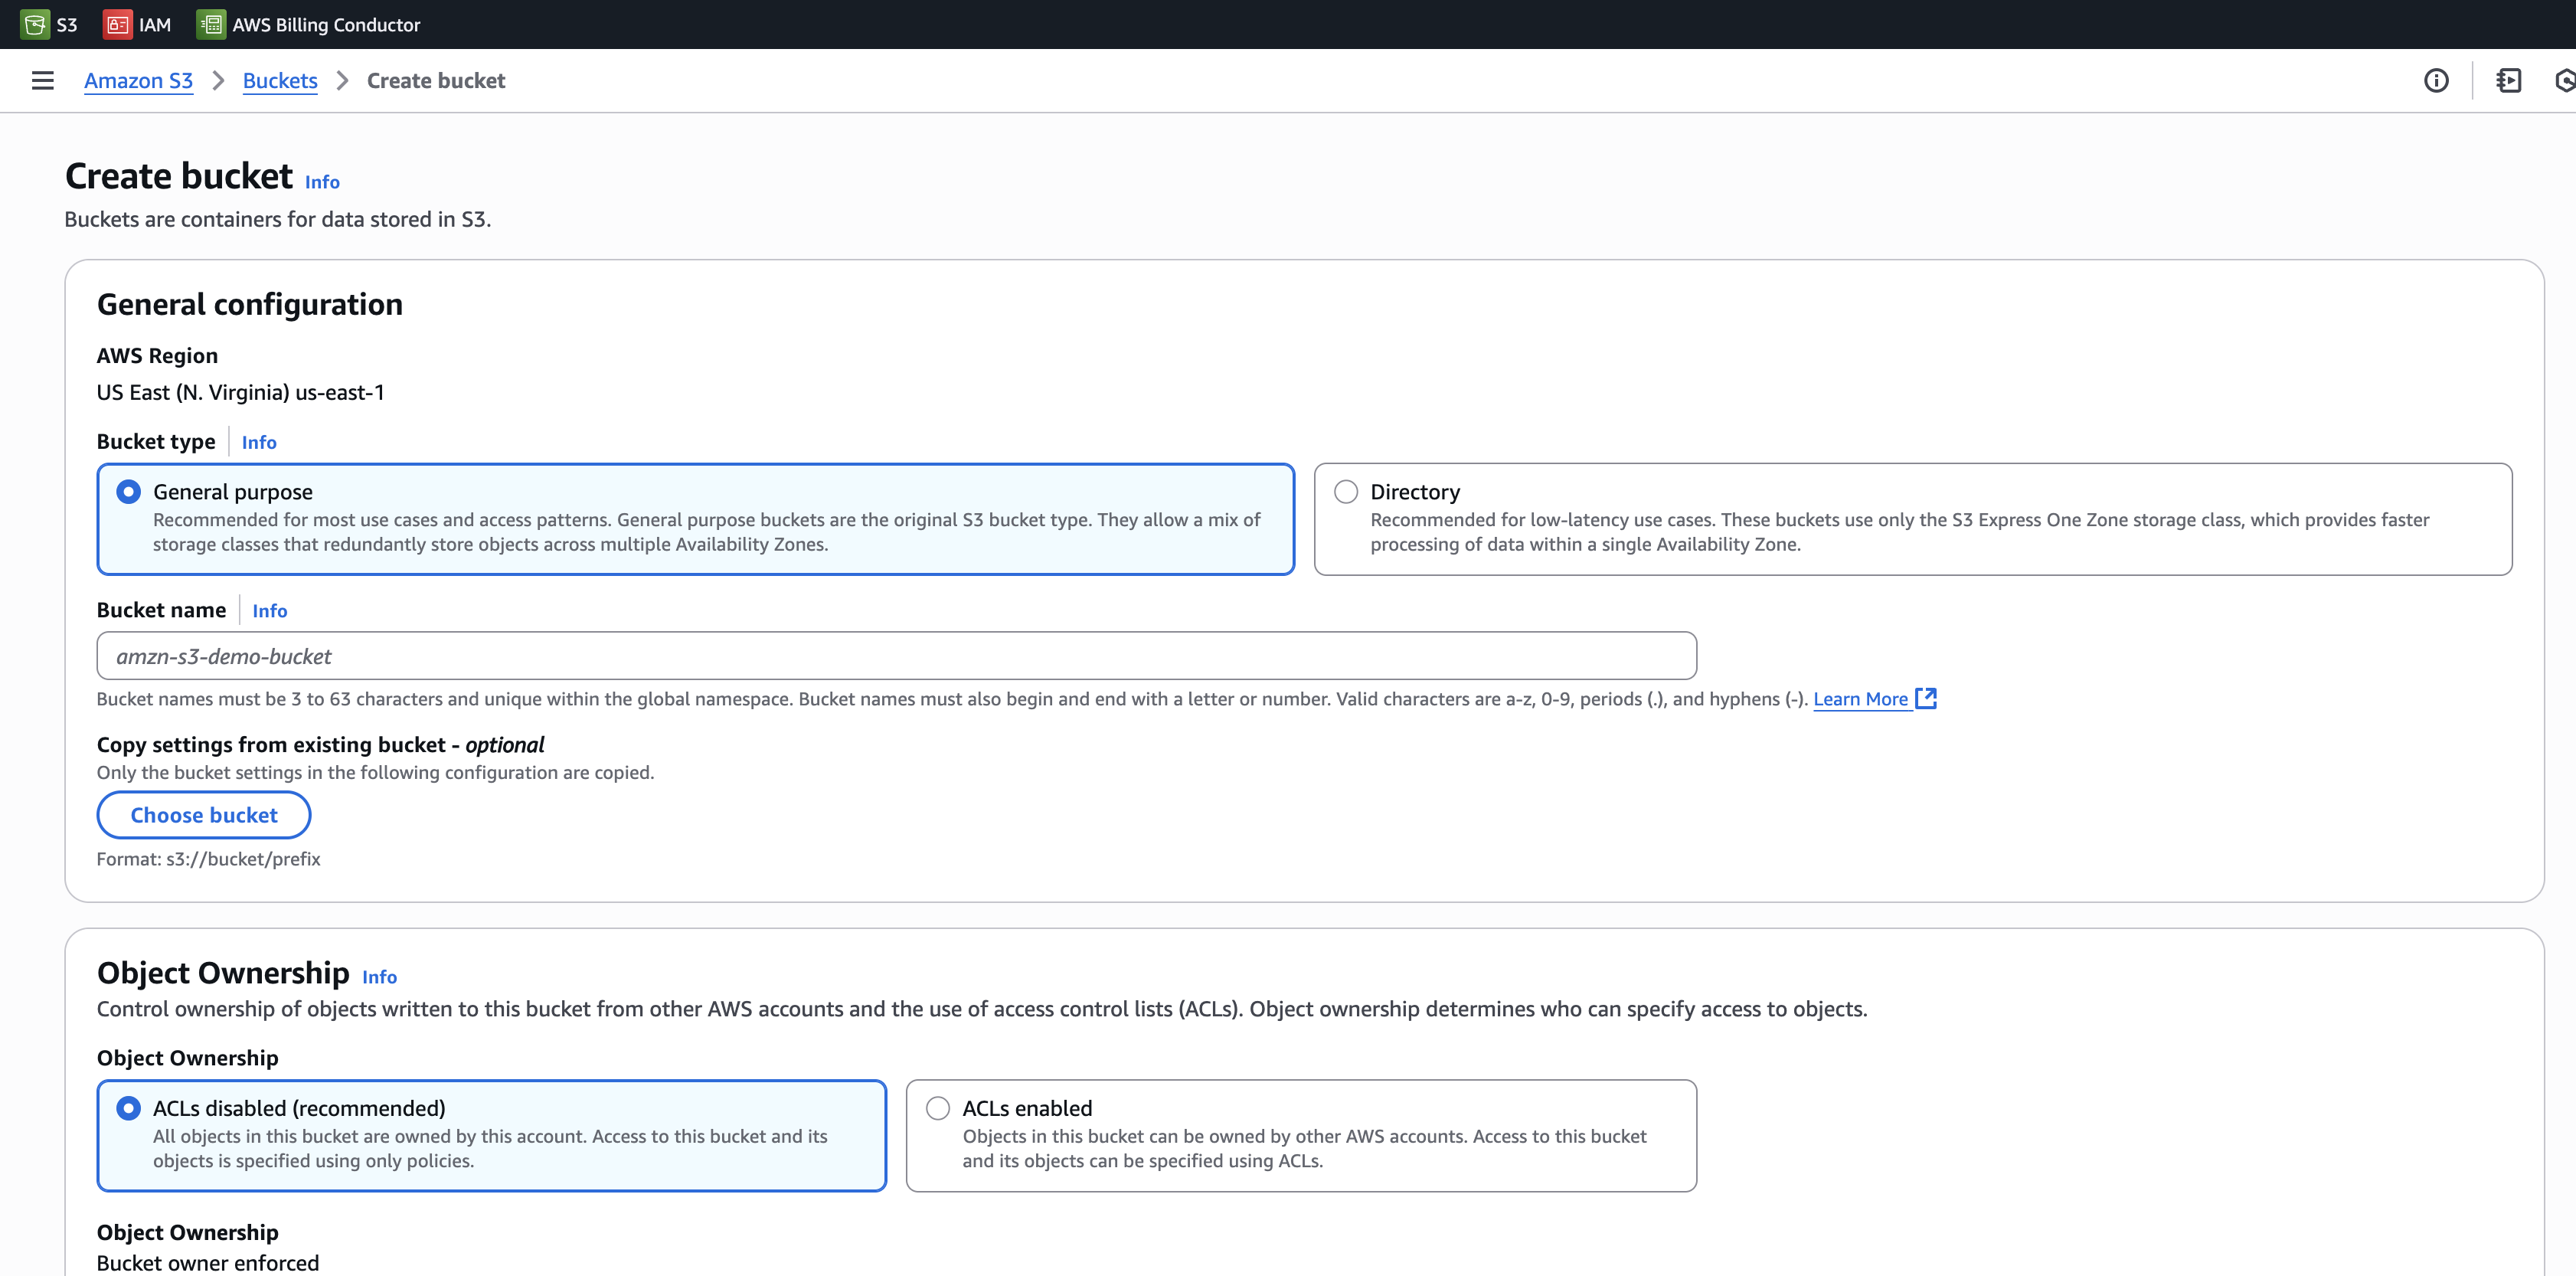 S3 IAM AWS Billing Conductor
Amazon S3 > Buckets > Create bucket
Create bucket Info
Buckets are containers for data stored in S3.
General configuration
AWS Region
US East (N. Virginia) us-east-1
Bucket type Info
General purpose
Recommended for most use cases and access patterns. General purpose buckets are the original S3 bucket type. They allow a mix of
storage classes that redundantly store objects across multiple Availability Zones.
Directory
Recommended for low-latency use cases. These buckets use only the S3 Express One Zone storage class, which provides faster
processing of data within a single Availability Zone.
Bucket name Info
amzn-s3-demo-bucket
Bucket names must be 3 to 63 characters and unique within the global namespace. Bucket names must also begin and end with a letter or number. Valid characters are a-z, 0-9, periods (.), and hyphens (-). Learn More
Copy settings from existing bucket - optional
Only the bucket settings in the following configuration are copied.
Choose bucket
Format: s3://bucket/prefix
Object Ownership Info
Control ownership of objects written to this bucket from other AWS accounts and the use of access control lists (ACLs). Object ownership determines who can specify access to objects.
Object Ownership
ACLs disabled (recommended)
All objects in this bucket are owned by this account. Access to this bucket and its
objects is specified using only policies.
ACLs enabled
Objects in this bucket can be owned by other AWS accounts. Access to this bucket
and its objects can be specified using ACLs.
Object Ownership
Bucket owner enforced